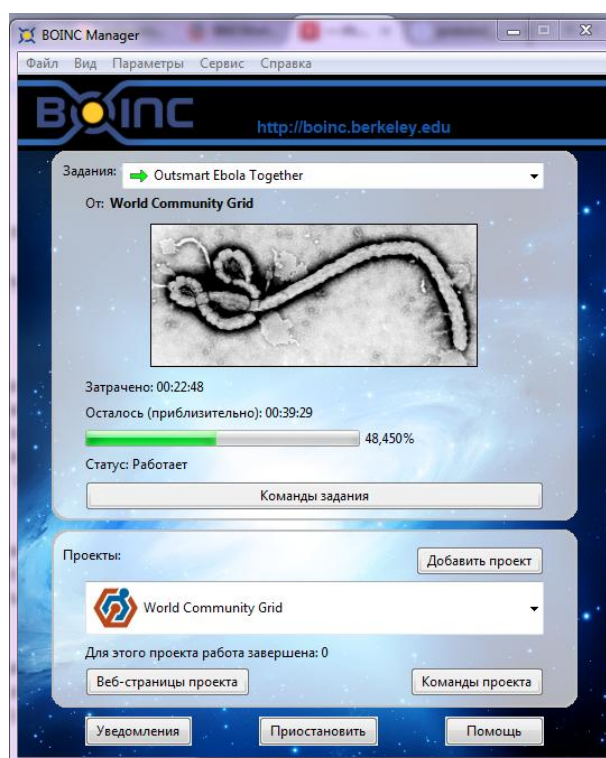 BOINC Manager
Файл Вид Параметры Сервис Справка
BOINC
http://boinc.berkeley.edu
Задания: Outsmart Ebola Together
От: World Community Grid
Затрачено: 00:22:48
Осталось (приблизительно): 00:39:29
48,450%
Статус: Работает
Команды задания
Проекты: Добавить проект
World Community Grid
Для этого проекта работа завершена: 0
Веб-страницы проекта Команды проекта
Уведомления Приостановить Помощь